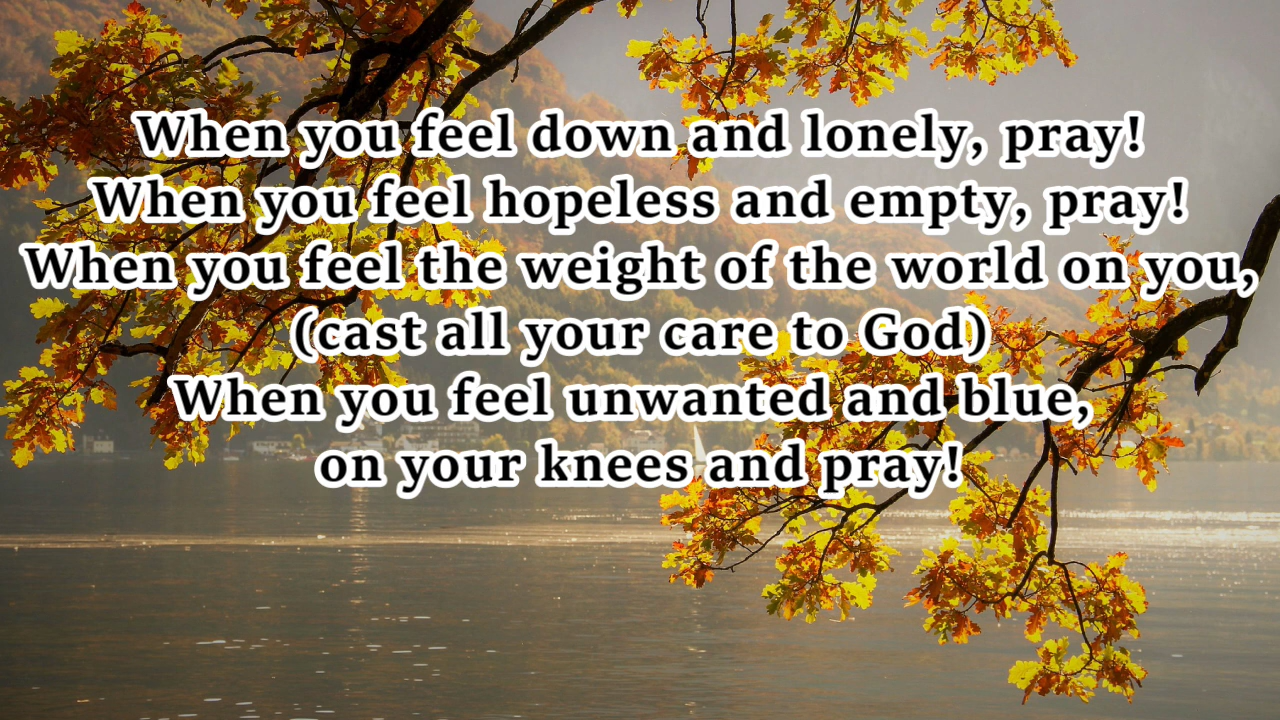 When you feel down and lonely, pray!
When you feel hopeless and empty, pray!
When you feel the weight of the world on you,
(cast all your care to God)
When you feel unwanted and blue,
on your knees and pray!